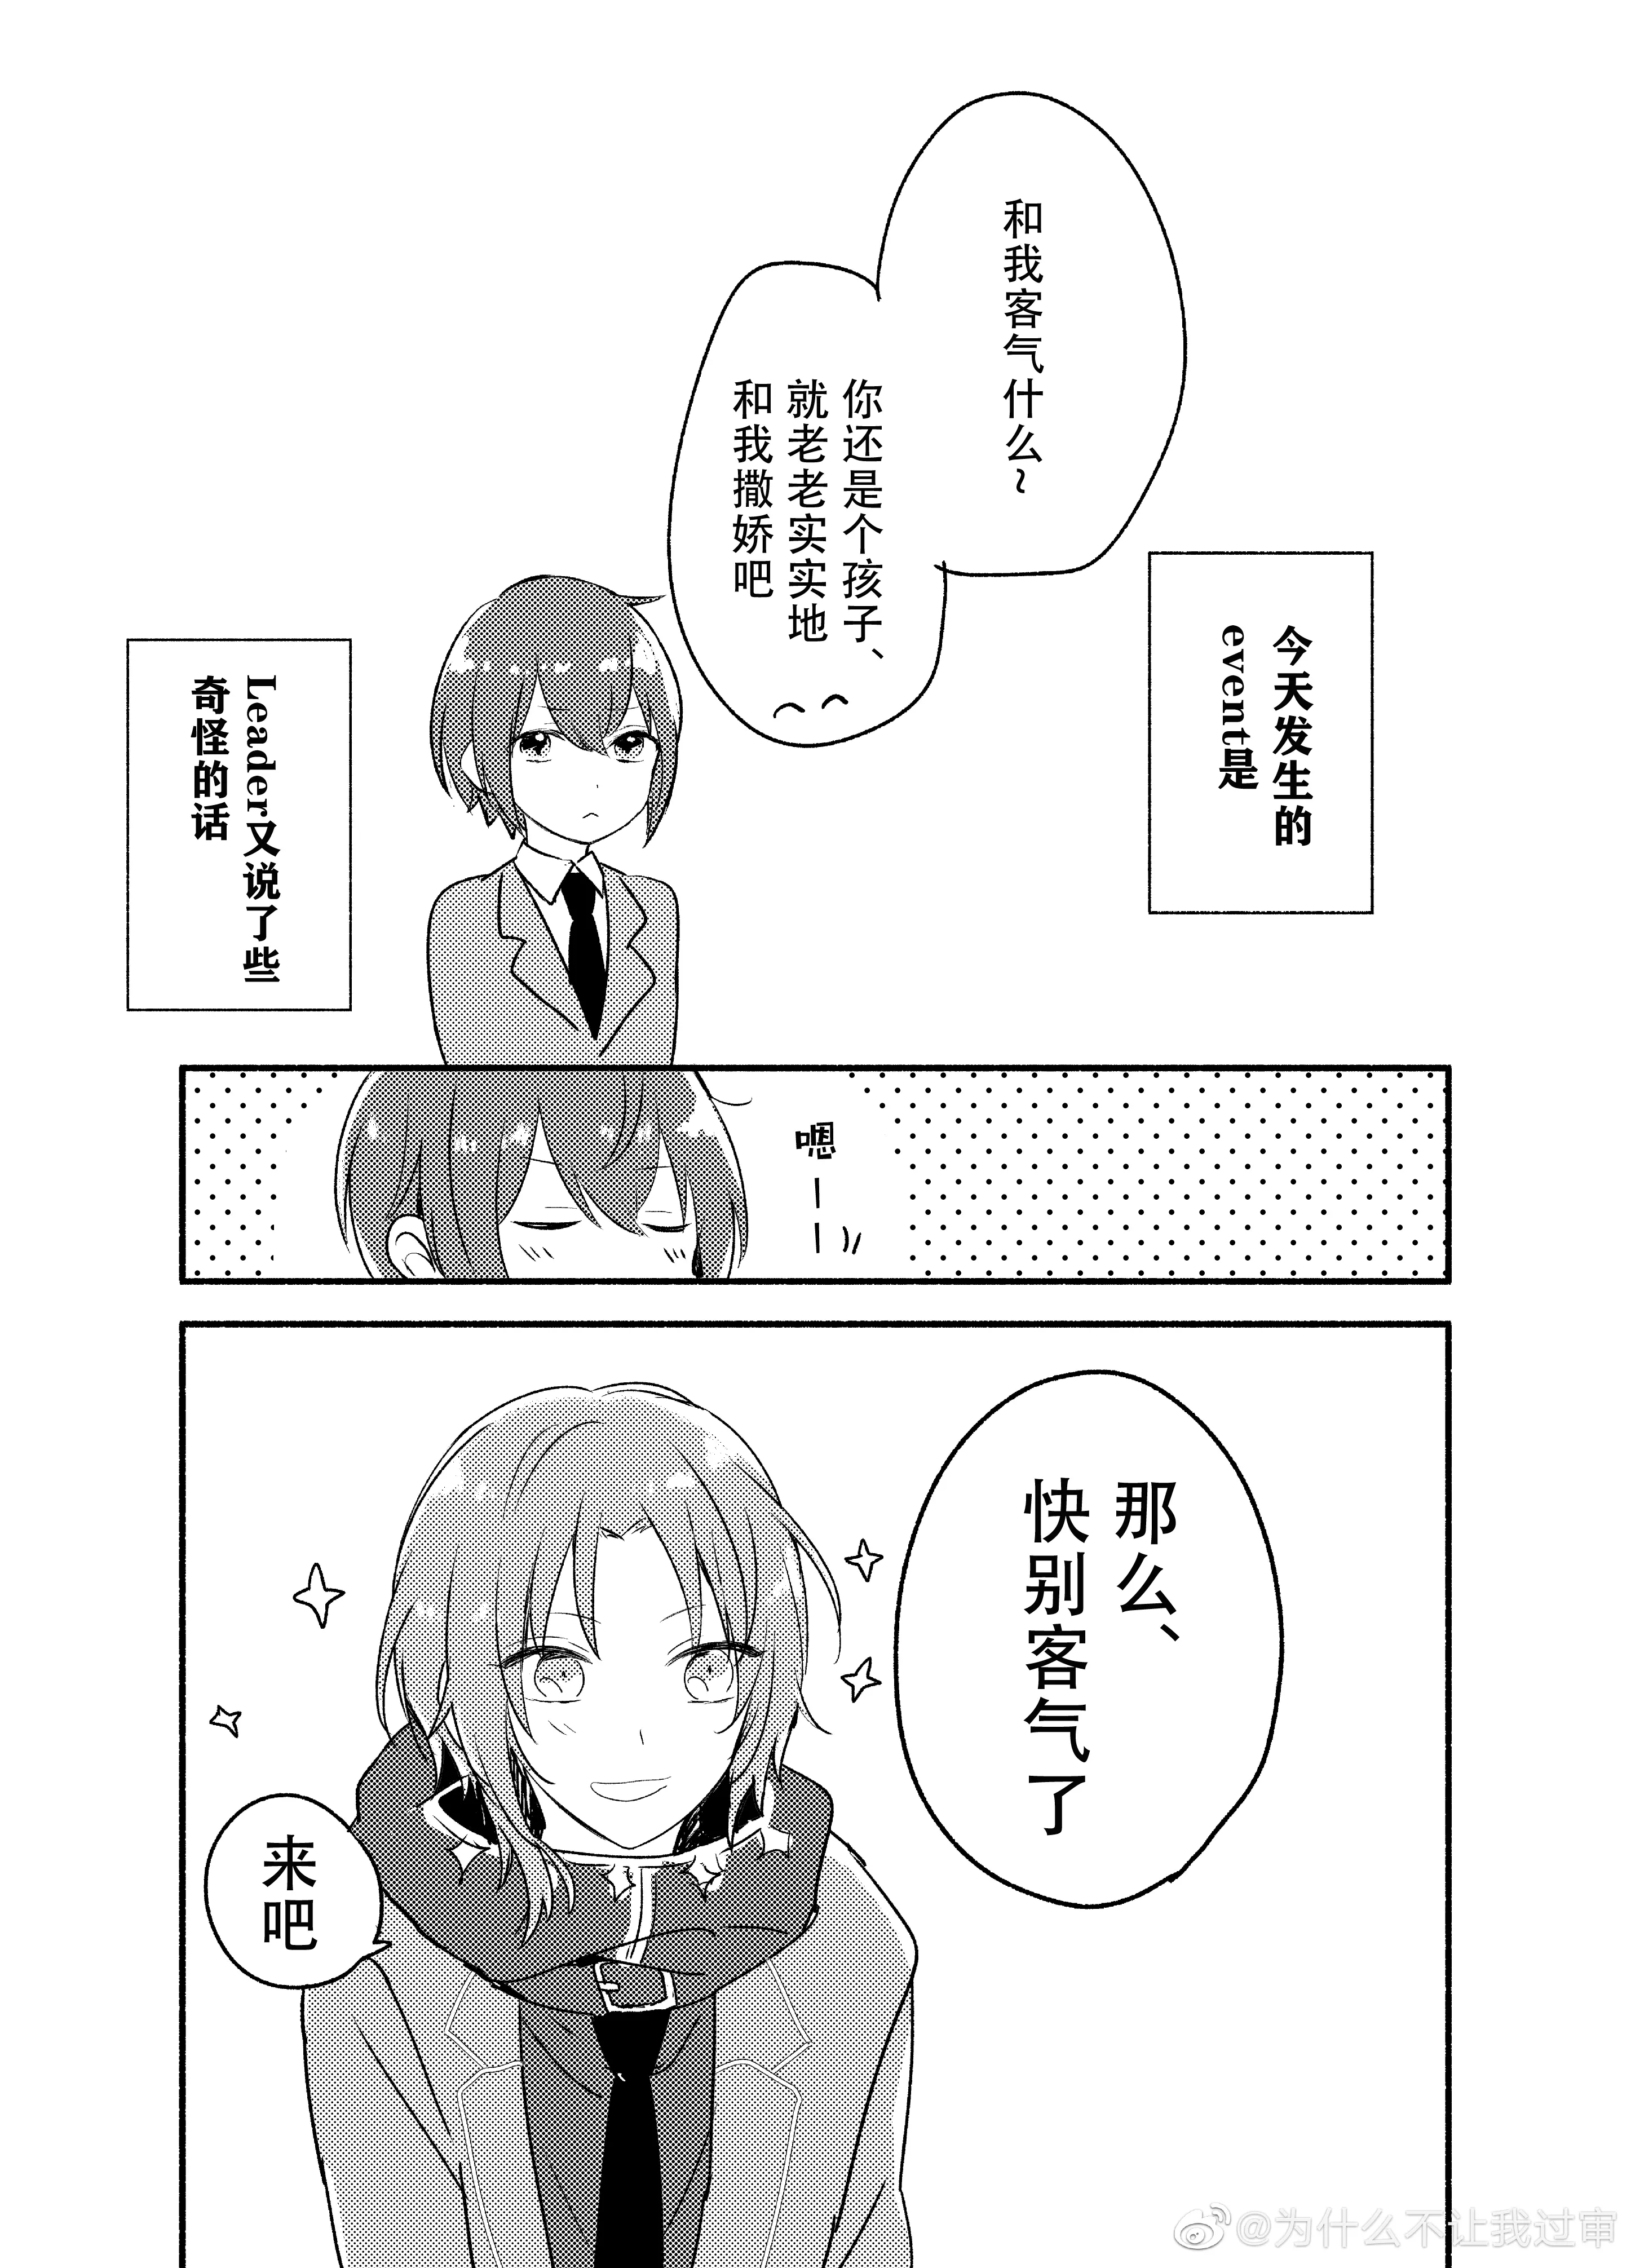 和我客气什么~
你还是个孩子、
就老老实实地
和我撒娇吧
今天发生的
event是
Leader又说了些
奇怪的话
嗯——
那么、
快别客气了
来吧
@为什么不让我过审